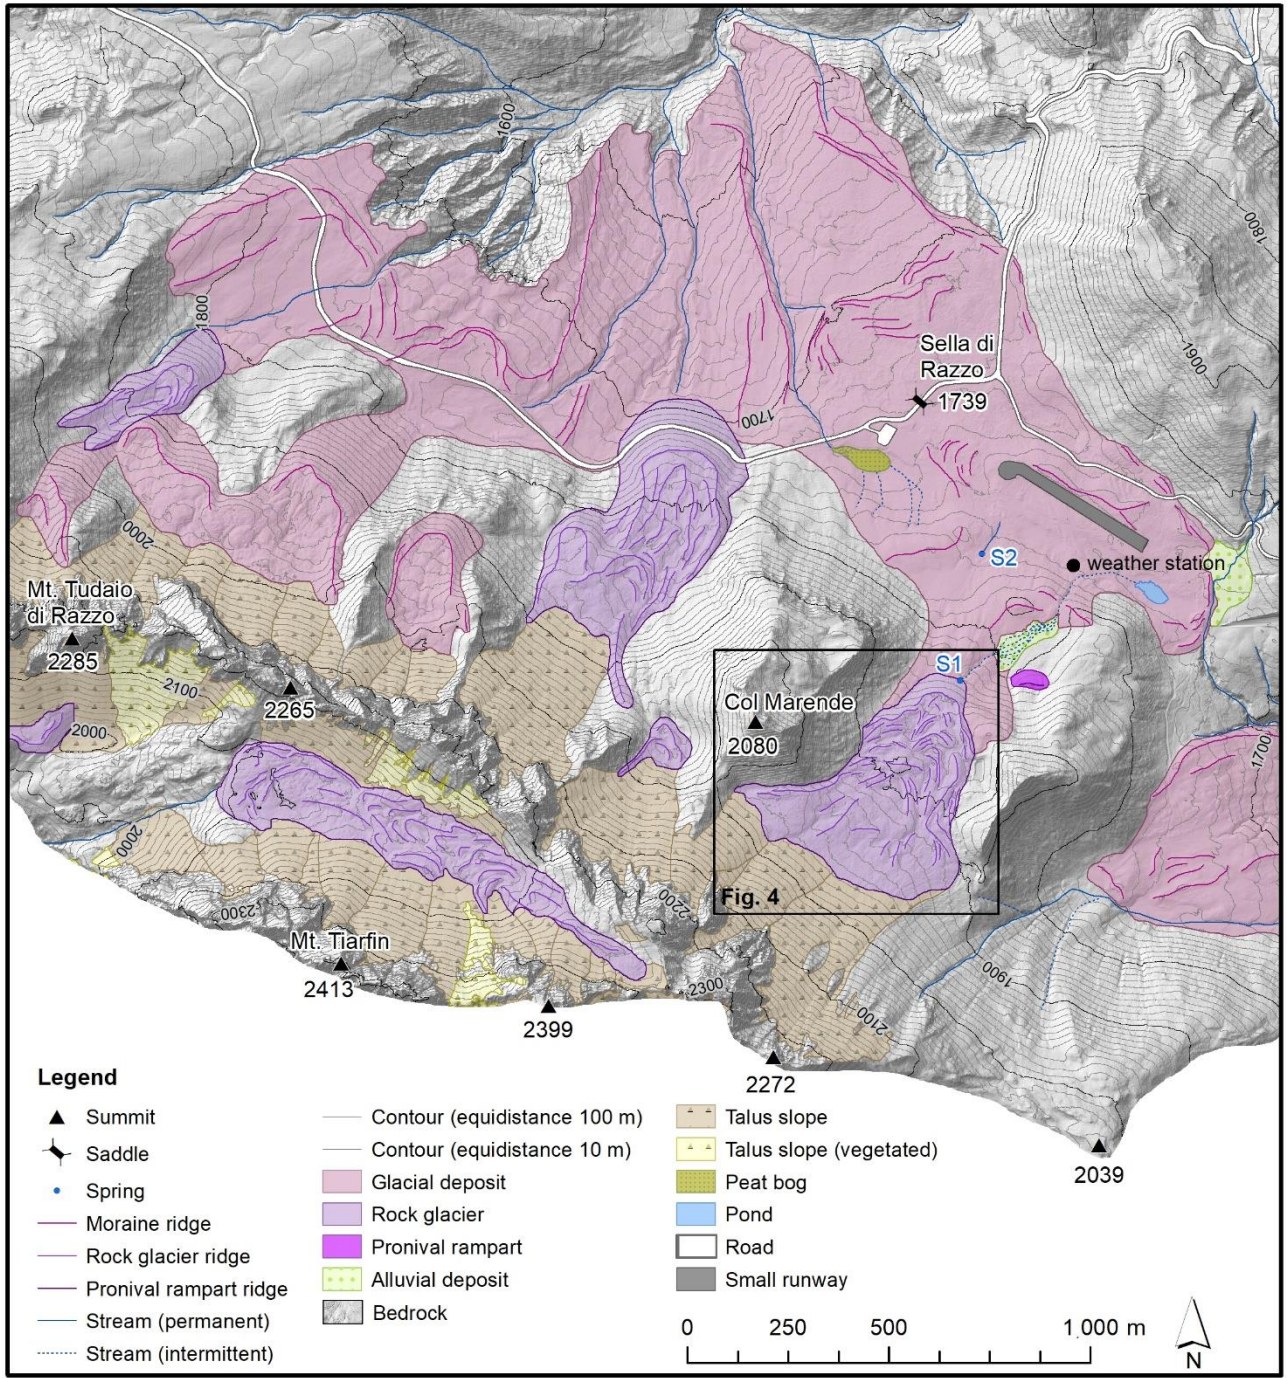 1600
1800
Sella di
Razzo
1739
1700
1800
1900
2000
S2
weather station
Mt. Tudaio
di Razzo
2285
2100
2000
2265
S1
Col Marende
2080
1700
2000
2300
2200
Fig. 4
Mt. Tiarfin
2413
2399
2300
1900
2100
2272
2039
Legend
Summit
Saddle
Spring
Moraine ridge
Rock glacier ridge
Pronival rampart ridge
Stream (permanent)
Stream (intermittent)
Contour (equidistance 100 m)
Contour (equidistance 10 m)
Glacial deposit
Rock glacier
Pronival rampart
Alluvial deposit
Bedrock
Talus slope
Talus slope (vegetated)
Peat bog
Pond
Road
Small runway
0 250 500 1,000 m
N